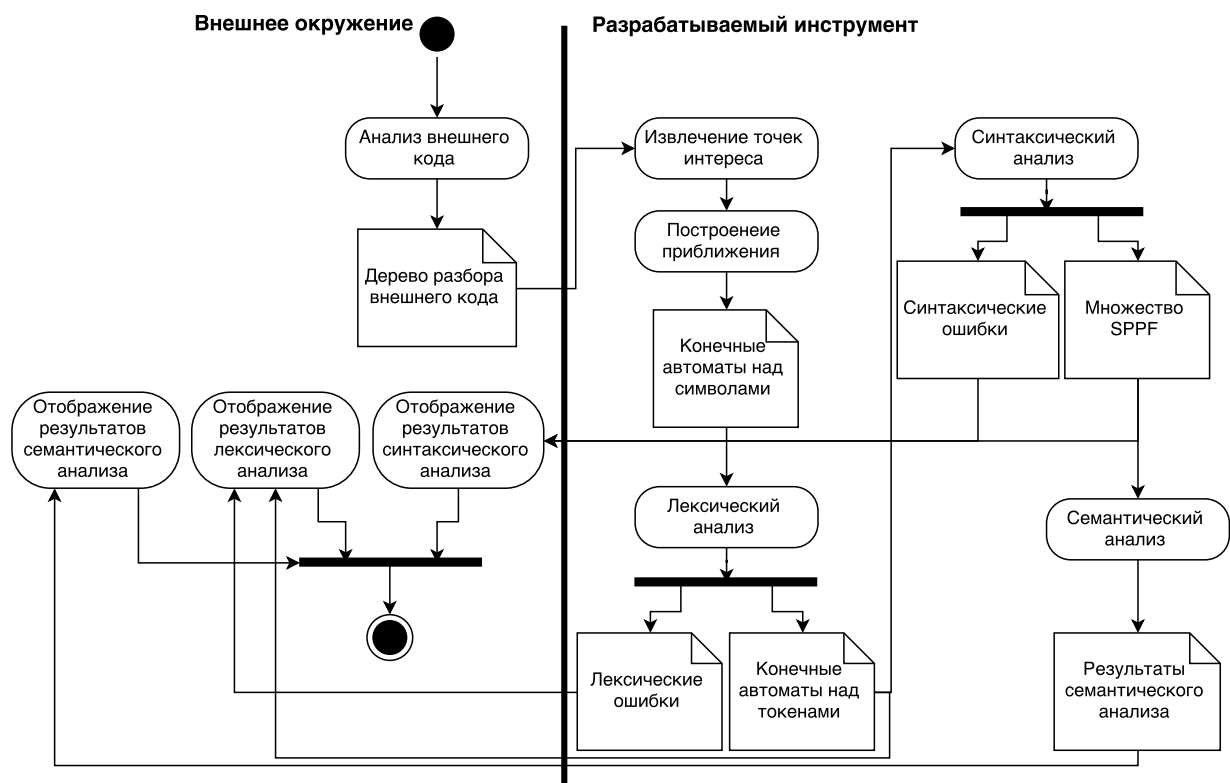 Внешнее окружение
Разрабатываемый инструмент
Анализ внешнего
кода
Дерево разбора
внешнего кода
Извлечение точек
интереса
Построенеие
приближения
Конечные
автоматы над
символами
Синтаксический
анализ
Синтаксические
ошибки
Множество
SPPF
Отображение
результатов
семантического
анализа
Отображение
результатов
лексического
анализа
Отображение
результатов
синтаксического
анализа
Лексический
анализ
Семантический
анализ
Лексические
ошибки
Конечные
автоматы над
токенами
Результаты
семантического
анализа